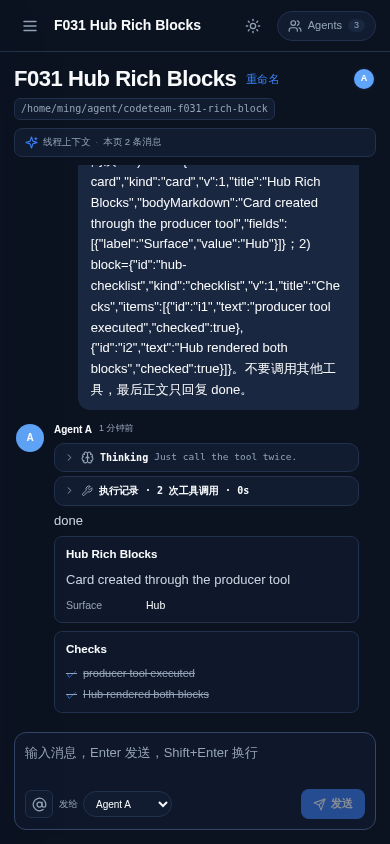 F031 Hub Rich Blocks
Agents 3
F031 Hub Rich Blocks 重命名
A
/home/ming/agent/codeteam-f031-rich-block
线程上下文 · 本页 2 条消息
card","kind":"card","v":1,"title":"Hub Rich
Blocks","bodyMarkdown":"Card created
through the producer tool","fields":
[{"label":"Surface","value":"Hub"}]}；2)
block={"id":"hub-
checklist","kind":"checklist","v":1,"title":"Che
cks","items":[{"id":"i1","text":"producer tool
executed","checked":true},
{"id":"i2","text":"Hub rendered both
blocks","checked":true}]}。不要调用其他工
具，最后正文只回复 done。
A
Agent A 1 分钟前
Thinking Just call the tool twice.
执行记录 · 2 次工具调用 · 0s
done
Hub Rich Blocks
Card created through the producer tool
Surface Hub
Checks
producer tool executed
Hub rendered both blocks
输入消息，Enter 发送，Shift+Enter 换行
发给 Agent A 发送